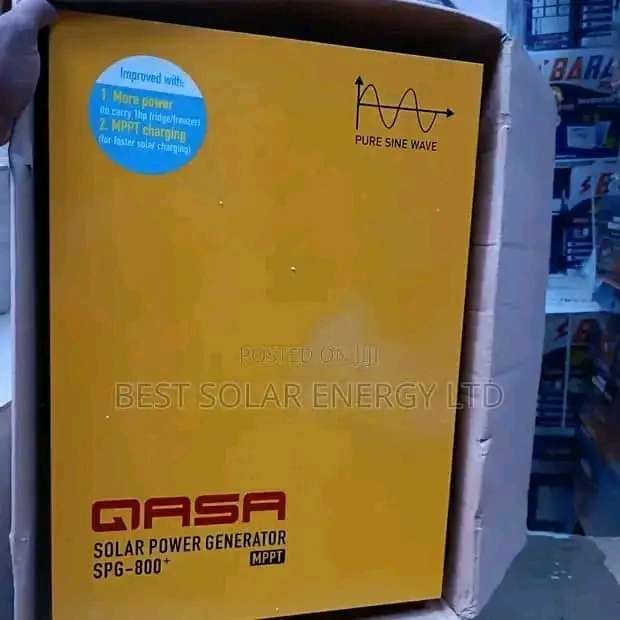 Improved with:
1. More power
(to carry 1hp fridge/freezer)
2. MPPT charging
(for faster solar charging)
PURE SINE WAVE
POSTED ON JIJI
BEST SOLAR ENERGY LTD
QASA
SOLAR POWER GENERATOR
SPG-800+
MPPT